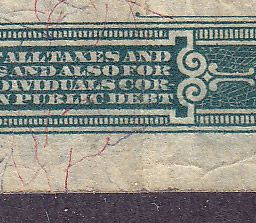 ALL TAXES AND
AND ALSO FOR
DIVIDUALS COR
N PUBLIC DEBT